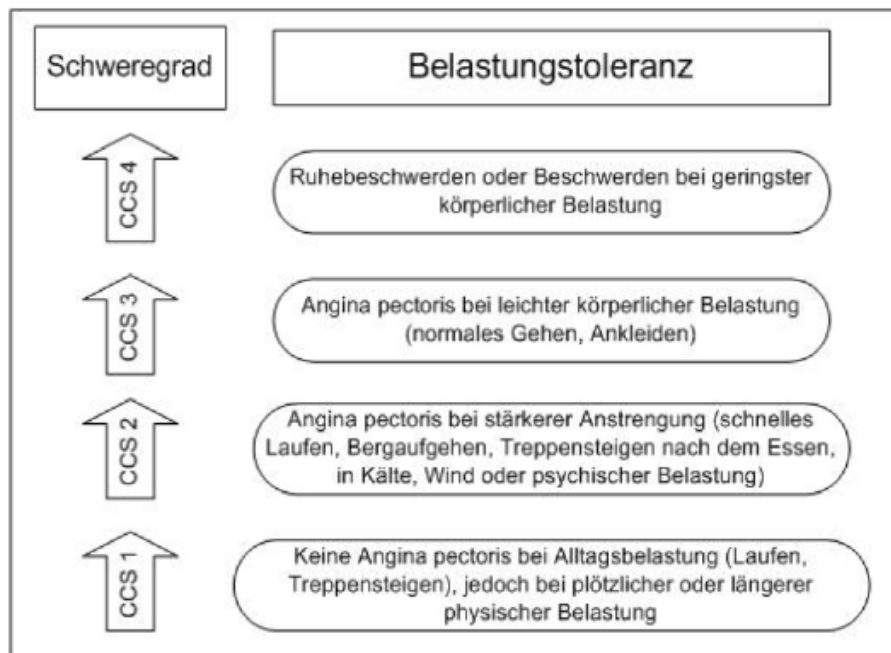 Schweregrad
Belastungstoleranz
CCS 4
Ruhebeschwerden oder Beschwerden bei geringster
körperlicher Belastung
CCS 3
Angina pectoris bei leichter körperlicher Belastung
(normales Gehen, Ankleiden)
CCS 2
Angina pectoris bei stärkerer Anstrengung (schnelles
Laufen, Bergaufgehen, Treppensteigen nach dem Essen,
in Kälte, Wind oder psychischer Belastung)
CCS 1
Keine Angina pectoris bei Alltagsbelastung (Laufen,
Treppensteigen), jedoch bei plötzlicher oder längerer
physischer Belastung